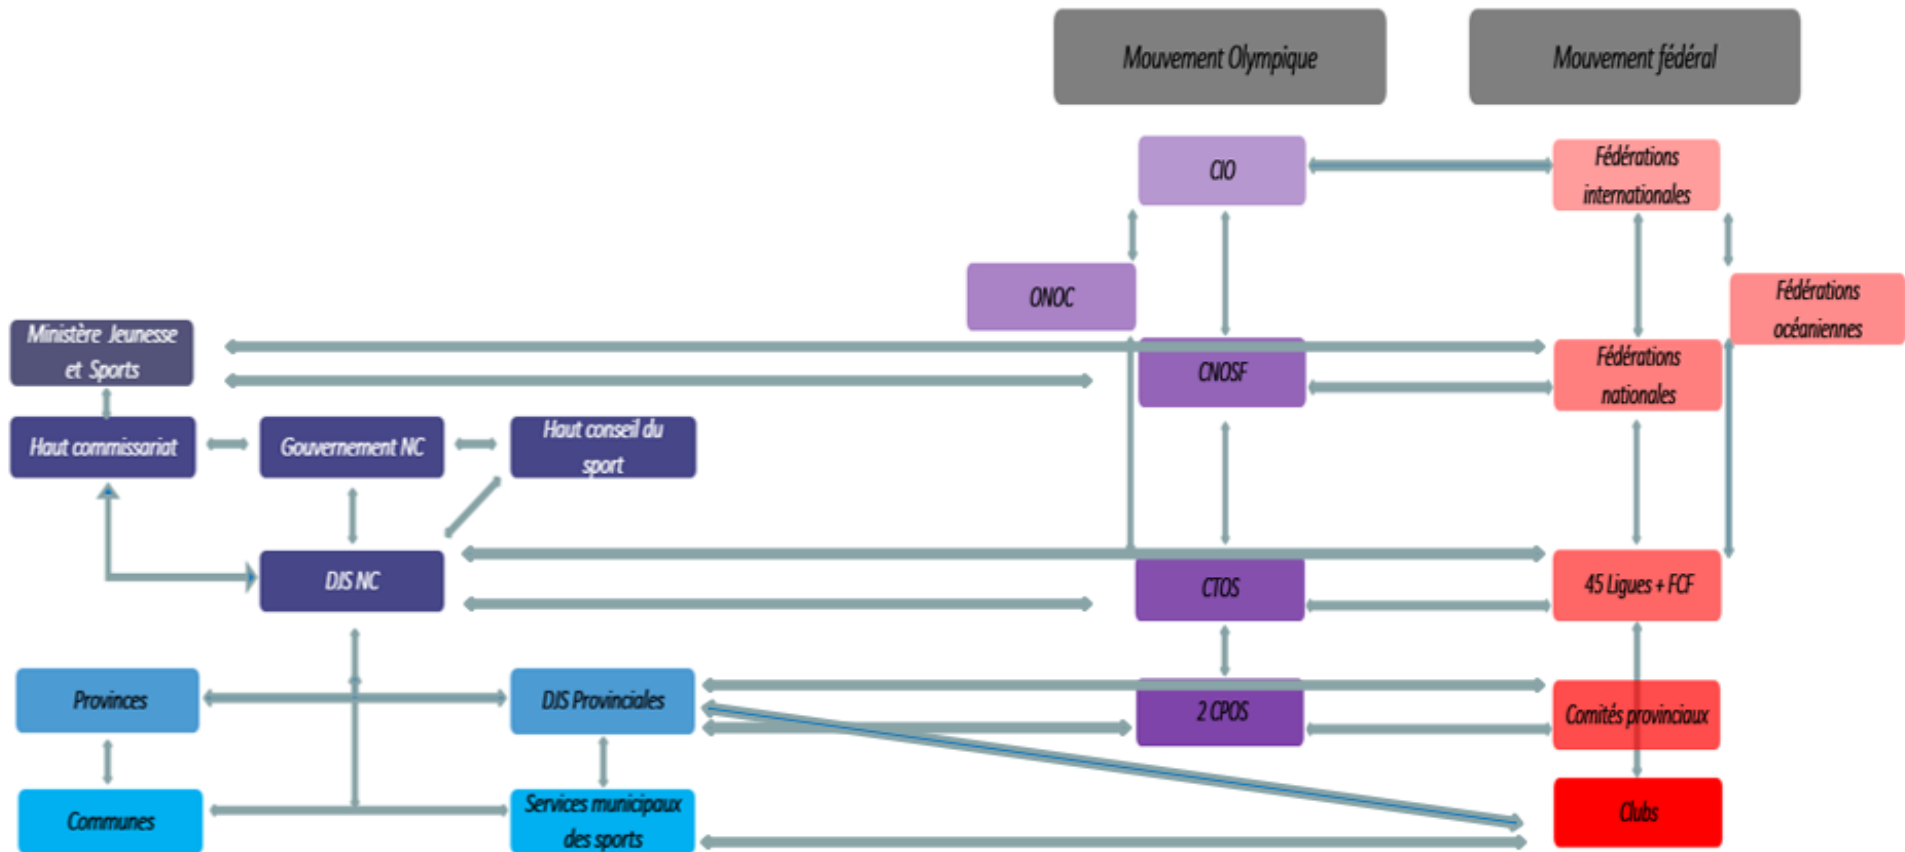 Mouvement Olympique
Mouvement fédéral
CIO
Fédérations
internationales
ONOC
Fédérations
océaniennes
Ministère Jeunesse
et Sports
CNOSF
Fédérations
nationales
Haut commissariat
Gouvernement NC
Haut conseil du
sport
DJS NC
CTOS
45 Ligues + FCF
Provinces
DJS Provinciales
2 CPOS
Comités provinciaux
Communes
Services municipaux
des sports
Clubs